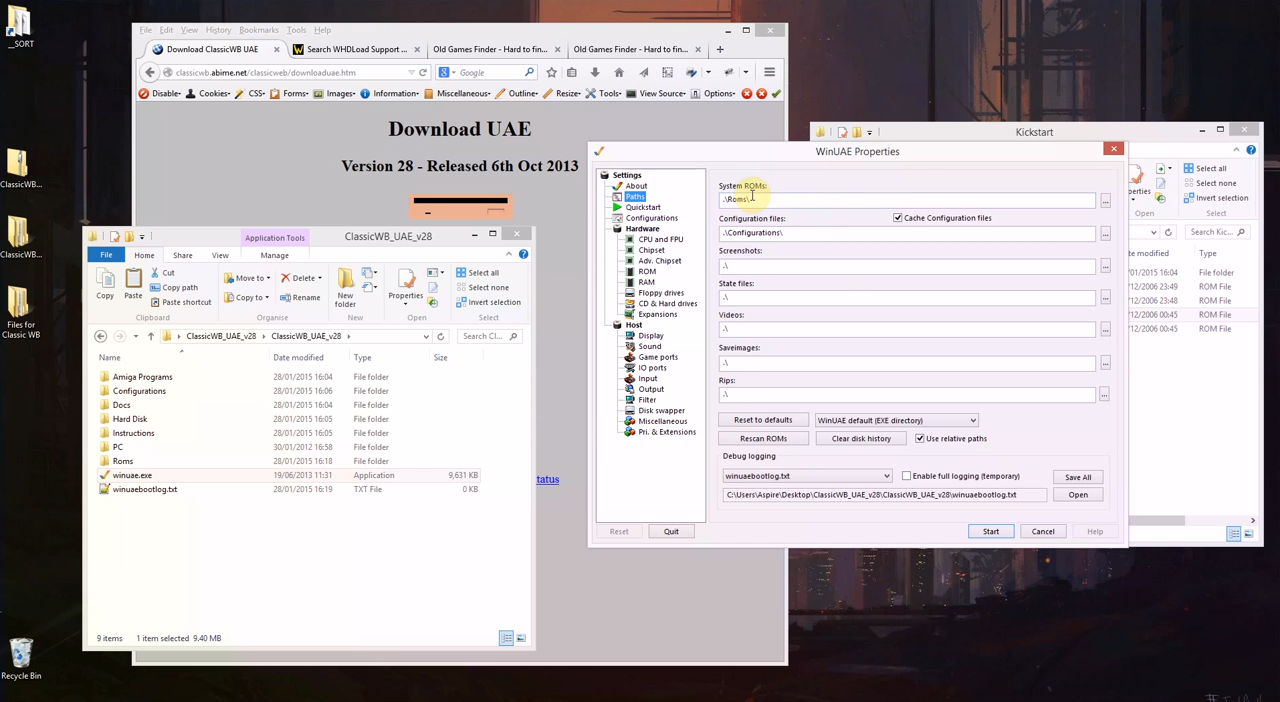 __SORT
ClassicWB...
ClassicWB...
Files for
Classic WB
Recycle Bin
File Edit View History Bookmarks Tools Help
Download ClassicWB UAE
Search WHDLoad Support ...
Old Games Finder - Hard to fin...
Old Games Finder - Hard to fin...
classicwb.abime.net/classicweb/downloaduae.htm
Google
Disable Cookies CSS Forms Images Information Miscellaneous Outline Resize Tools View Source Options
Download UAE
Version 28 - Released 6th Oct 2013
tatus
Application Tools
ClassicWB_UAE_v28
File Home Share View Manage
Copy
Paste
Cut
Copy path
Paste shortcut
Clipboard
Move to
Copy to
Delete
Rename
Organise
New
folder
New
Properties
Open
Select all
Select none
Invert selection
Select
ClassicWB_UAE_v28 ClassicWB_UAE_v28
Search Cl...
Name Date modified Type Size
Amiga Programs 28/01/2015 16:04 File folder
Configurations 28/01/2015 16:06 File folder
Docs 28/01/2015 16:04 File folder
Hard Disk 28/01/2015 16:05 File folder
Instructions 28/01/2015 16:05 File folder
PC 30/01/2012 16:58 File folder
Roms 28/01/2015 16:04 File folder
winuae.exe 19/06/2013 11:31 Application 9,631 KB
winuaebootlog.txt 28/01/2015 16:19 TXT File 0 KB
9 items 1 item selected 9.40 MB
WinUAE Properties
Settings
About
Paths
Quickstart
Configurations
Hardware
CPU and FPU
Chipset
Adv. Chipset
ROM
RAM
Floppy drives
CD & Hard drives
Expansions
Host
Display
Sound
Game ports
IO ports
Input
Output
Filter
Disk swapper
Miscellaneous
Pri. & Extensions
System ROMs:
.\Roms\
Configuration files:
Cache Configuration files
.\Configurations\
Screenshots:
.\
State files:
.\
Videos:
.\
Saveimages:
.\
Rips:
.\
Reset to defaults
WinUAE default (EXE directory)
Rescan ROMs
Clear disk history
Use relative paths
Debug logging
winuaebootlog.txt
Enable full logging (temporary)
Save All
C:\Users\Aspire\Desktop\ClassicWB_UAE_v28\ClassicWB_UAE_v28\winuaebootlog.txt
Open
Reset
Quit
Start
Cancel
Help
Kickstart
operties
Open
Select all
Select none
Invert selection
Select
Search Kic...
modified Type
/01/2015 16:04 File folder
/12/2006 23:48 ROM File
/12/2006 23:49 ROM File
/12/2006 00:45 ROM File
/12/2006 00:45 ROM File